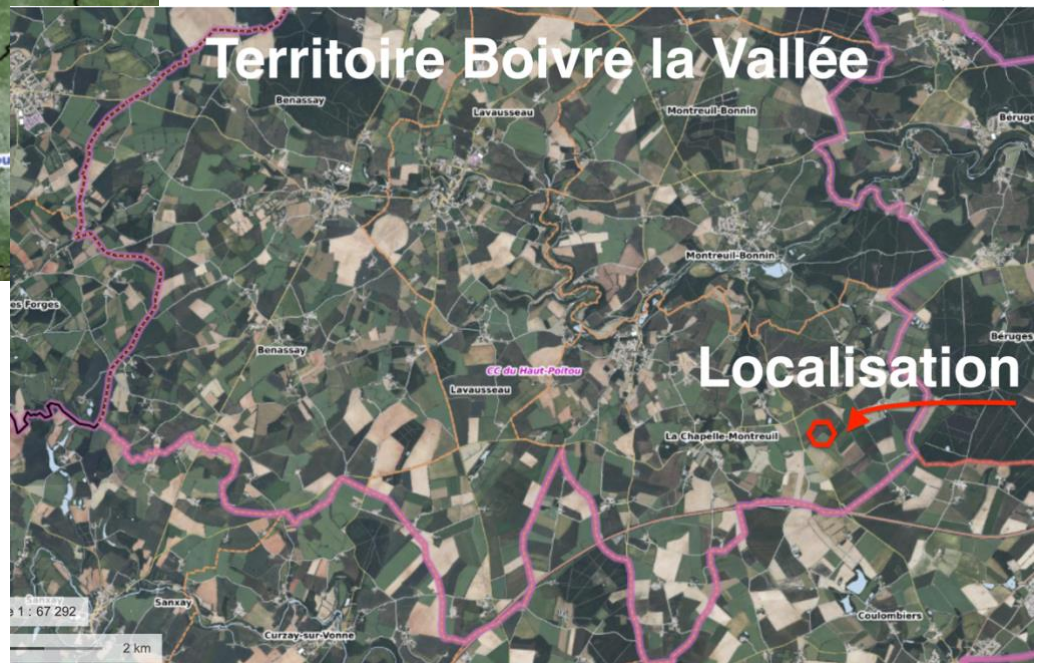 Territoire Boivre la Vallée
Benassay
Lavausseau
Montreuil-Bonnin
Béruge
Montreuil-Bonnin
es Forges
Béruges
Benassay
CC du Haut-Poitou
Localisation
Lavausseau
La Chapelle-Montreuil
Sanxay
e 1 : 67 292
Sanxay
Coulombiers
Curzay-sur-Vonne
2 km